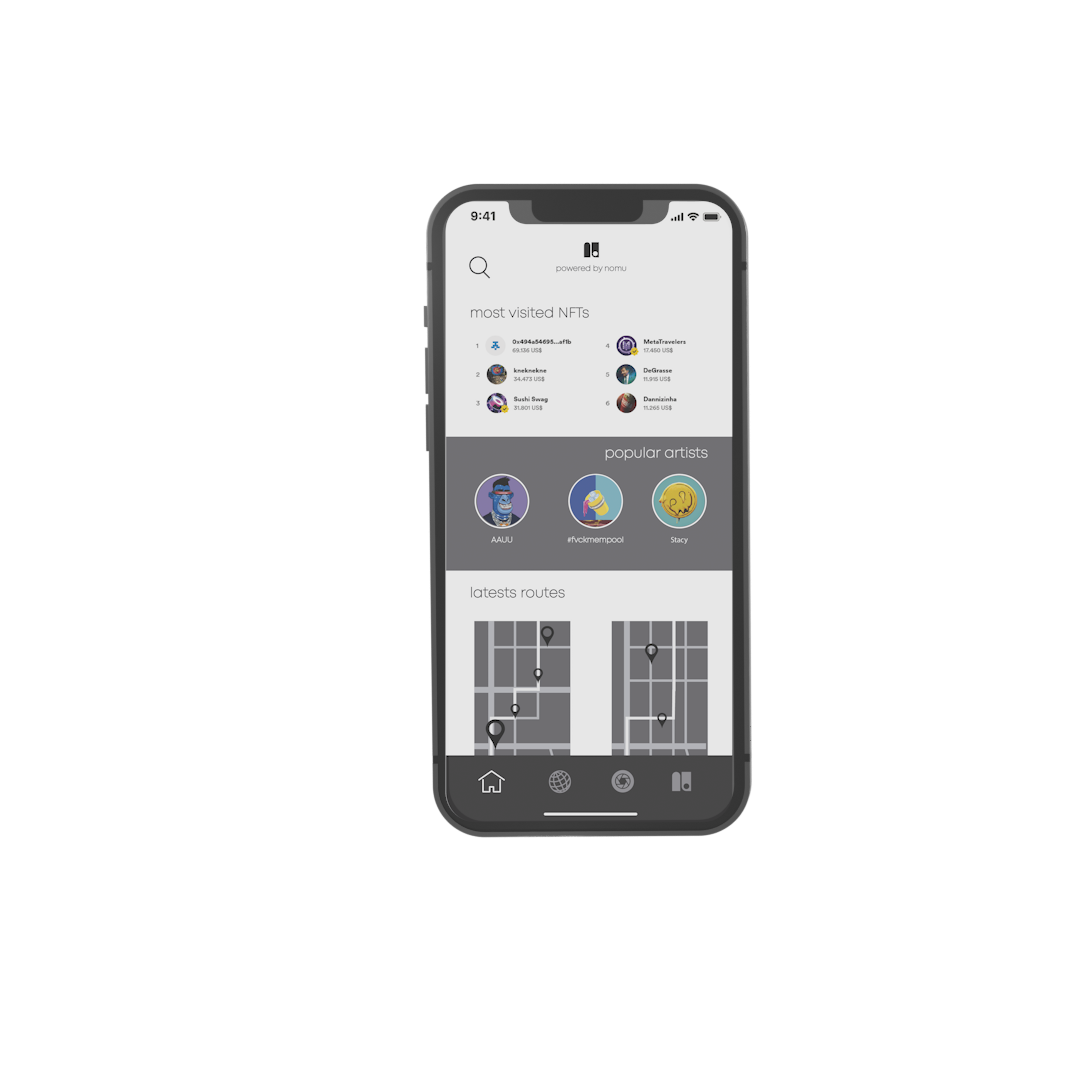 9:41
powered by nomu
most visited NFTs
1 0x494a54695...af1b
69.136 US$
2 kneknekne
34.473 US$
3 Sushi Swag
31.801 US$
4 MetaTravelers
17.450 US$
5 DeGrasse
11.915 US$
6 Dannizinha
11.265 US$
popular artists
AAUU
#fvckmempool
Stacy
latests routes